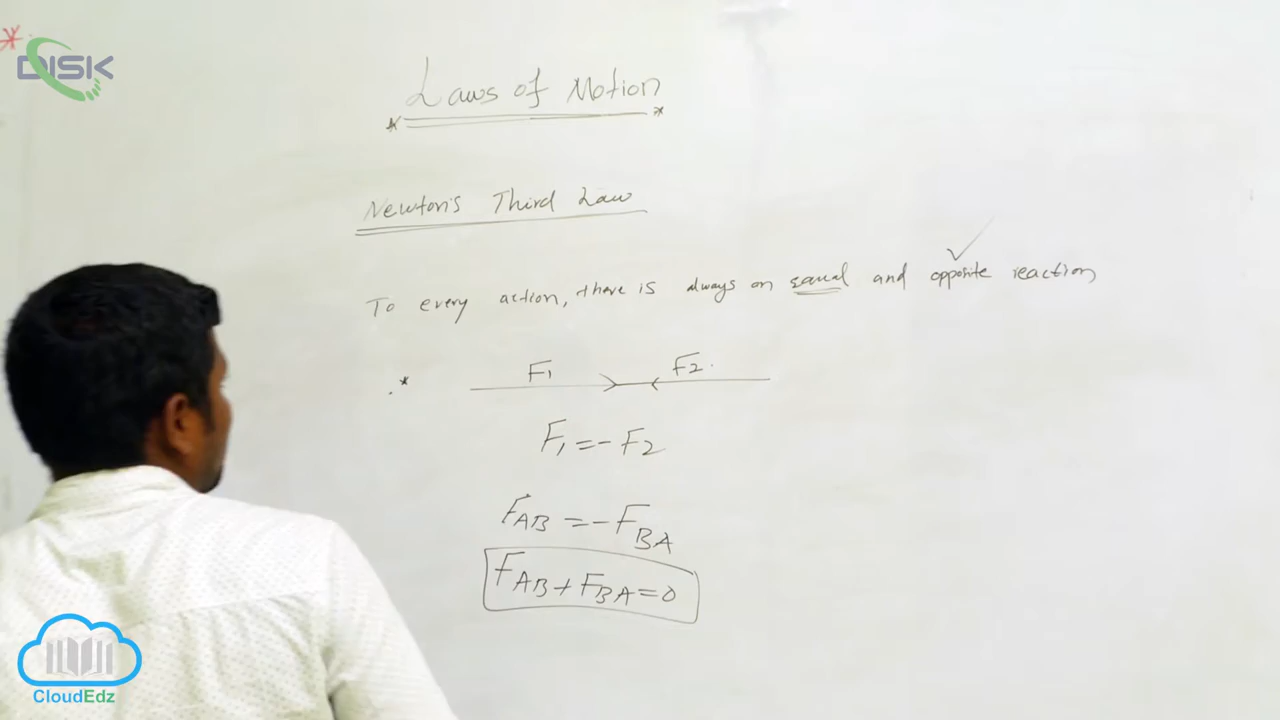 DISK
Laws of Motion
Newton's Third Law
To every action, there is always on equal and opposite reaction
F1 F2.
F1 = - F2
FAB = - FBA
FAB + FBA = 0
CloudEdz